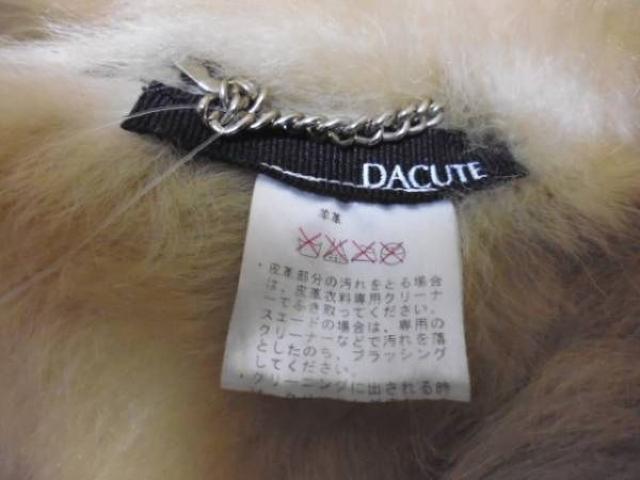 DACUTE
羊革
・皮革部分の汚れをとる場合
は、皮革衣料専用クリーナ
ーでふき取ってください。
スエードの場合は、専用の
クリーナーなどで汚れを落
としたのち、ブラッシング
してください。
・クリーニングに出される時